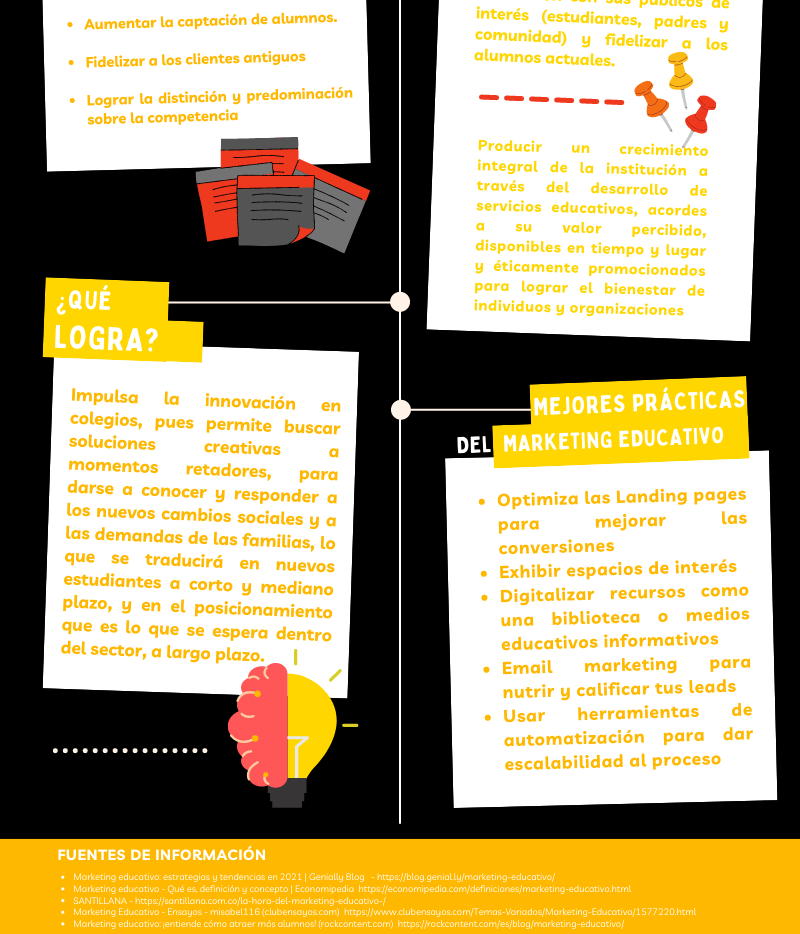 • Aumentar la captación de alumnos.
• Fidelizar a los clientes antiguos
• Lograr la distinción y predominación
sobre la competencia
con sus públicos de
interés (estudiantes, padres y
comunidad) y fidelizar a los
alumnos actuales.
Producir un crecimiento
integral de la institución a
través del desarrollo de
servicios educativos, acordes
a su valor percibido,
disponibles en tiempo y lugar
y éticamente promocionados
para lograr el bienestar de
individuos y organizaciones
¿QUÉ
LOGRA?
Impulsa la innovación en
colegios, pues permite buscar
soluciones creativas a
momentos retadores, para
darse a conocer y responder a
los nuevos cambios sociales y a
las demandas de las familias, lo
que se traducirá en nuevos
estudiantes a corto y mediano
plazo, y en el posicionamiento
que es lo que se espera dentro
del sector, a largo plazo.
MEJORES PRÁCTICAS
DEL MARKETING EDUCATIVO
• Optimiza las Landing pages
para mejorar las
conversiones
• Exhibir espacios de interés
• Digitalizar recursos como
una biblioteca o medios
educativos informativos
• Email marketing para
nutrir y calificar tus leads
• Usar herramientas de
automatización para dar
escalabilidad al proceso
FUENTES DE INFORMACIÓN
• Marketing educativo: estrategias y tendencias en 2021 | Genially Blog - https://blog.genial.ly/marketing-educativo/
• Marketing educativo - Qué es, definición y concepto | Economipedia https://economipedia.com/definiciones/marketing-educativo.html
• SANTILLANA - https://santillana.com.co/la-hora-del-marketing-educativo-/
• Marketing Educativo - Ensayos - misabel116 (clubensayos.com) https://www.clubensayos.com/Temas-Variados/Marketing-Educativo/1577220.html
• Marketing educativo: ¡entiende cómo atraer más alumnos! (rockcontent.com) https://rockcontent.com/es/blog/marketing-educativo/